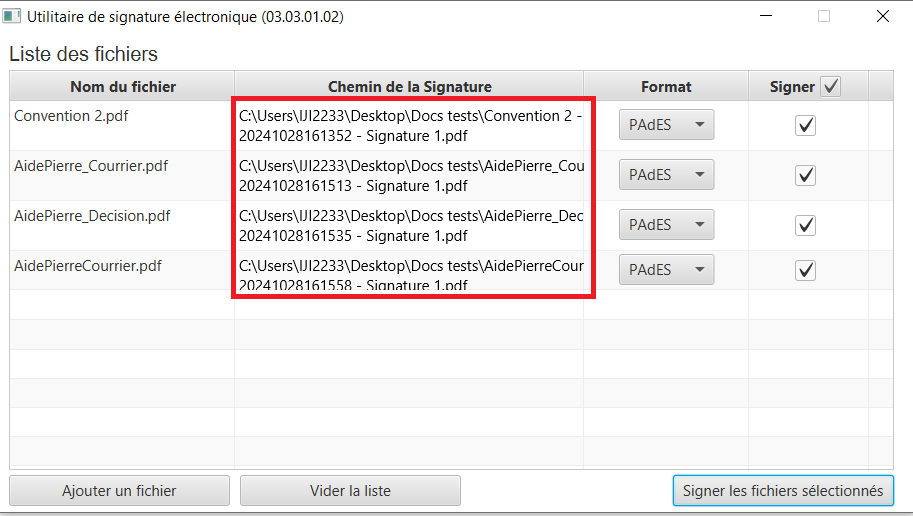 Utilitaire de signature électronique (03.03.01.02)
Liste des fichiers
Nom du fichier Chemin de la Signature Format Signer
Convention 2.pdf C:\Users\IJI2233\Desktop\Docs tests\Convention 2 - PAdES
20241028161352 - Signature 1.pdf
AidePierre_Courrier.pdf C:\Users\IJI2233\Desktop\Docs tests\AidePierre_Cou PAdES
20241028161513 - Signature 1.pdf
AidePierre_Decision.pdf C:\Users\IJI2233\Desktop\Docs tests\AidePierre_Dec PAdES
20241028161535 - Signature 1.pdf
AidePierreCourrier.pdf C:\Users\IJI2233\Desktop\Docs tests\AidePierreCour PAdES
20241028161558 - Signature 1.pdf
Ajouter un fichier Vider la liste Signer les fichiers sélectionnés